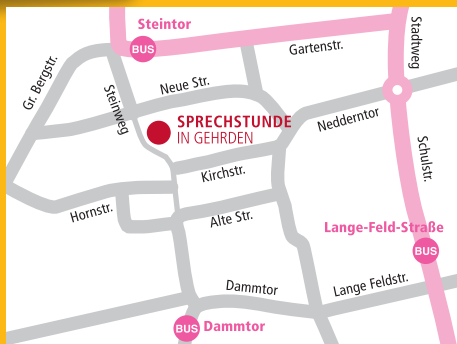 Steintor
BUS
Gartenstr.
Stadtweg
Gr. Bergstr.
Steinweg
Neue Str.
SPRECHSTUNDE
IN GEHRDEN
Nedderntor
Schulstr.
Kirchstr.
Hornstr.
Alte Str.
Lange-Feld-Straße
BUS
Dammtor
Lange Feldstr.
BUS Dammtor